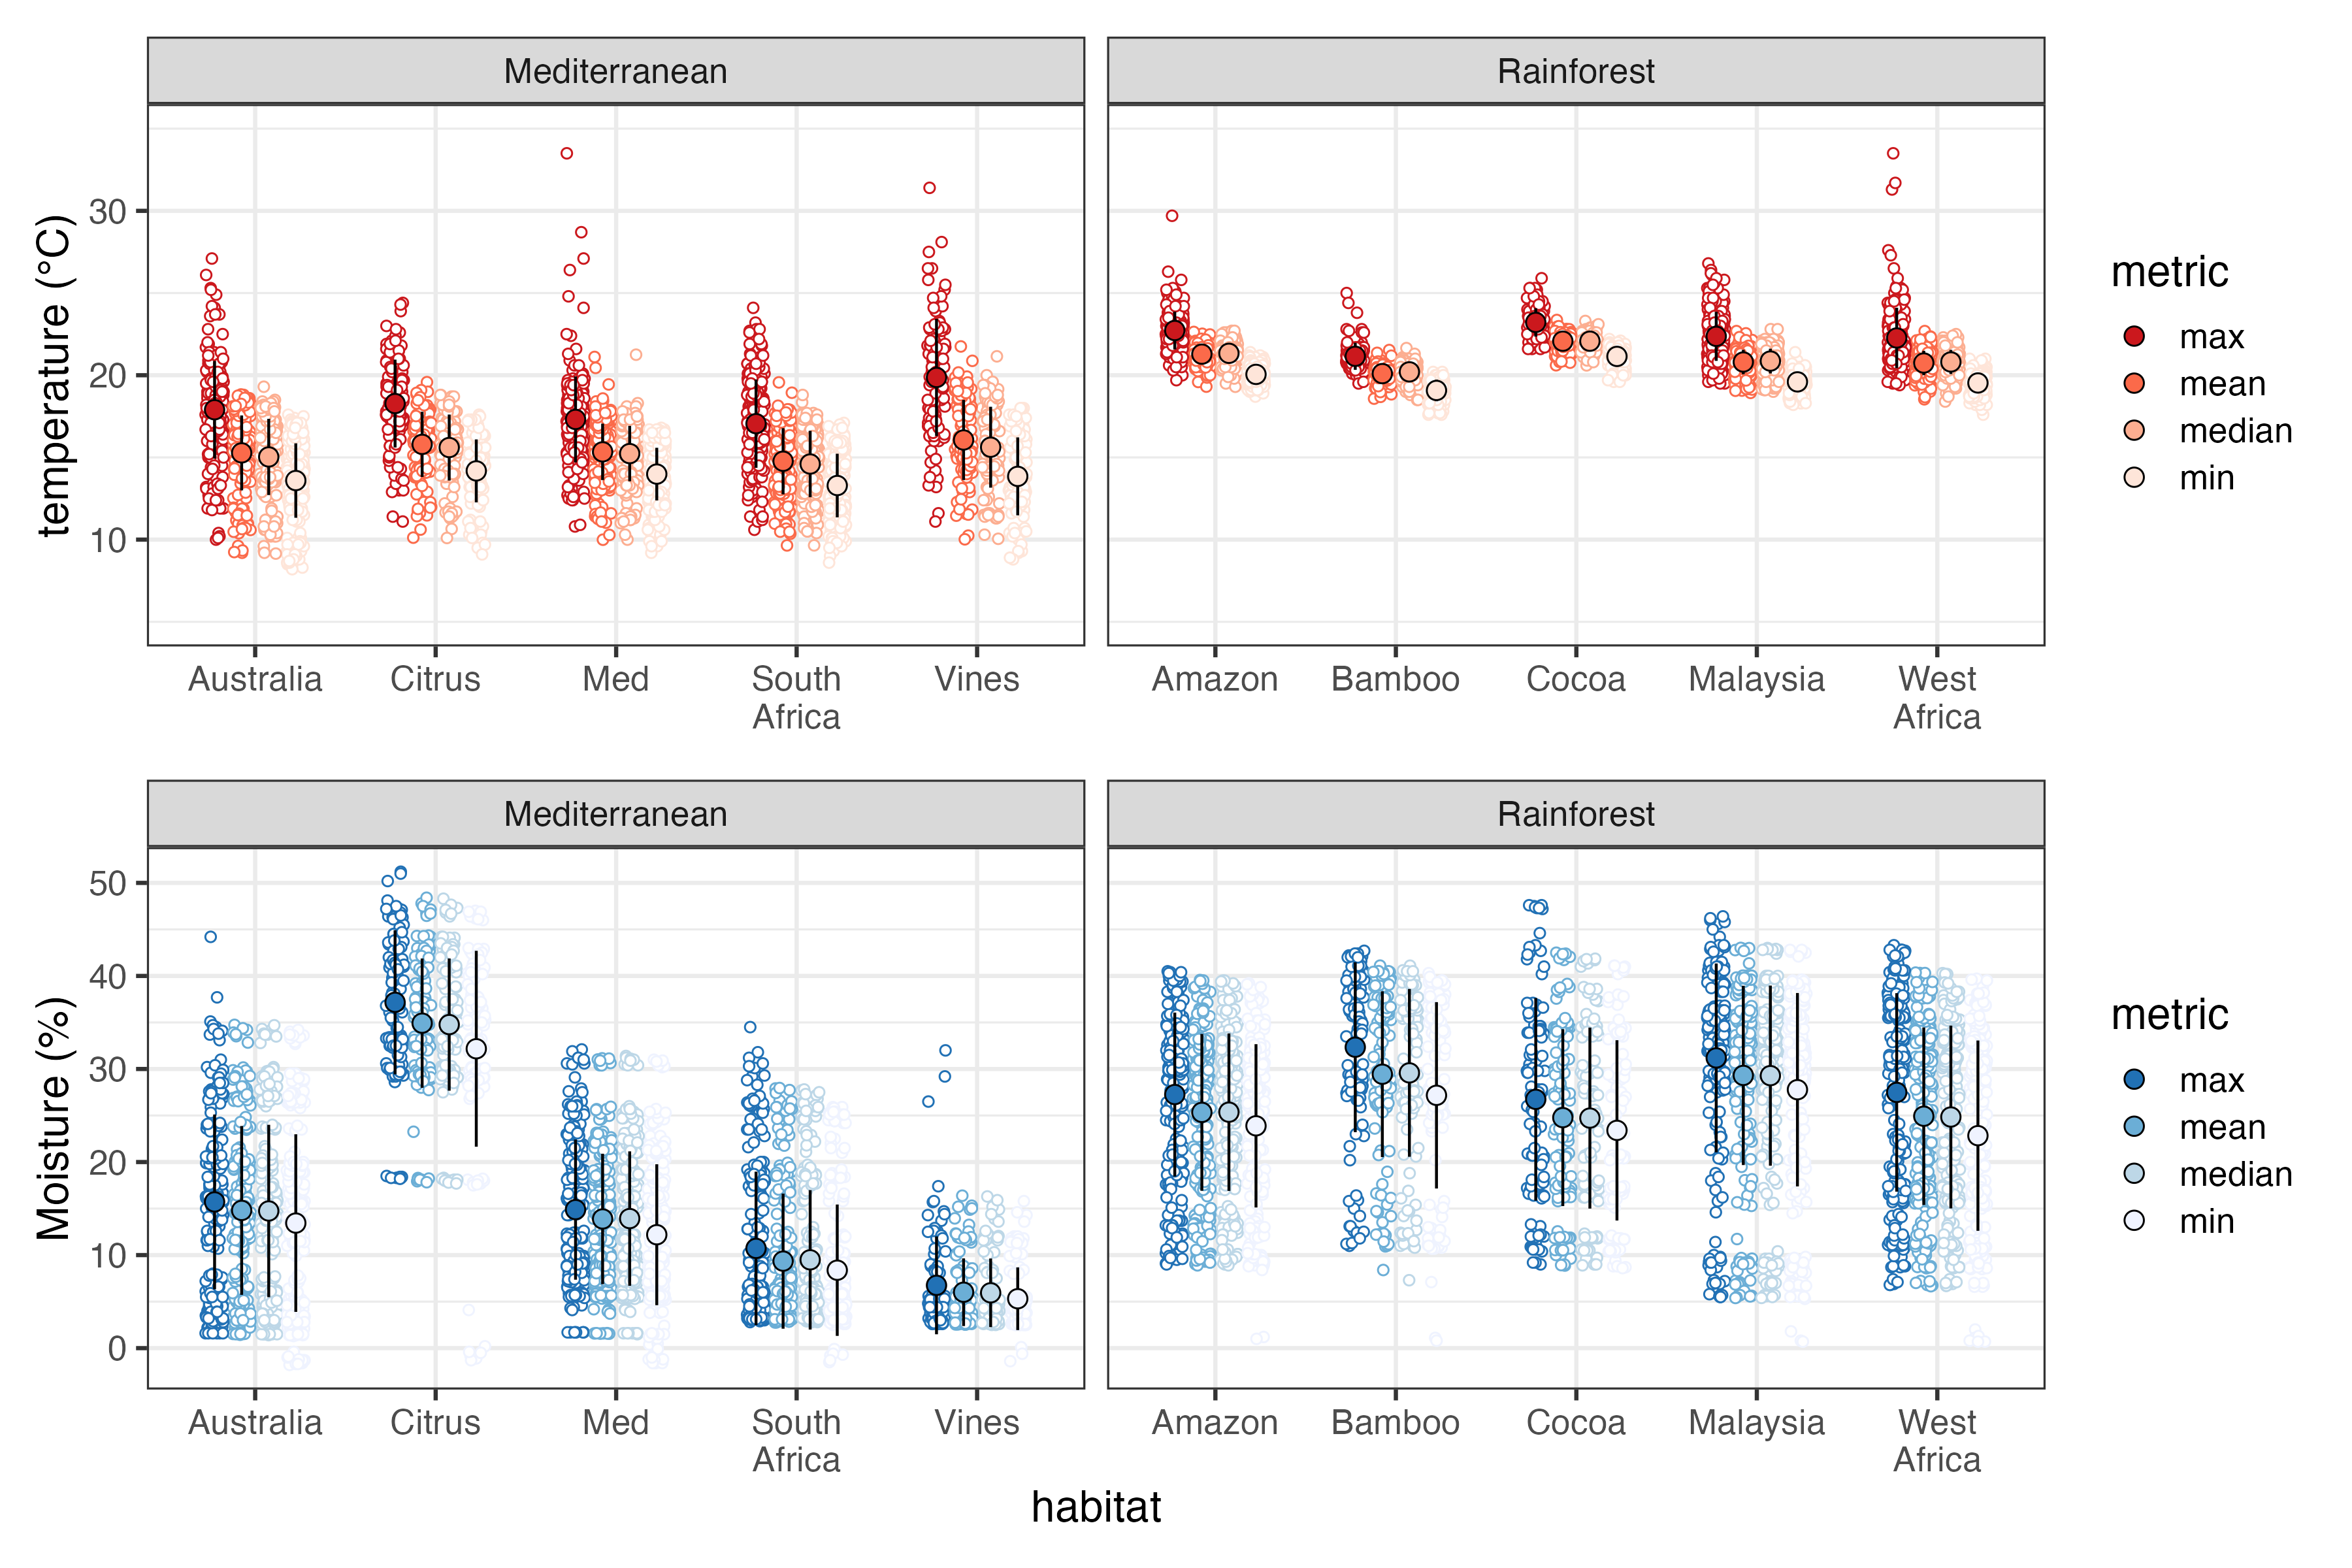 Mediterranean
Rainforest
temperature (°C)
30
20
10
Australia
Citrus
Med
South
Africa
Vines
Amazon
Bamboo
Cocoa
Malaysia
West
Africa
metric
max
mean
median
min
Mediterranean
Rainforest
Moisture (%)
50
40
30
20
10
0
Australia
Citrus
Med
South
Africa
Vines
Amazon
Bamboo
Cocoa
Malaysia
West
Africa
habitat
metric
max
mean
median
min